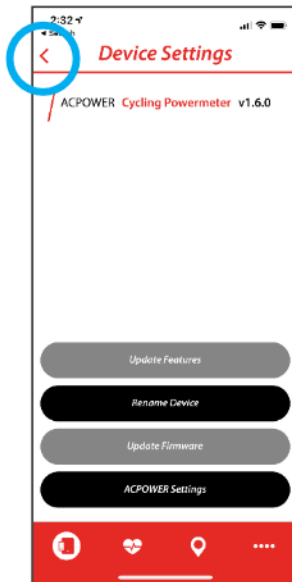 2:32
Device Settings
ACPOWER Cycling Powermeter v1.6.0
Update Features
Rename Device
Update Firmware
ACPOWER Settings